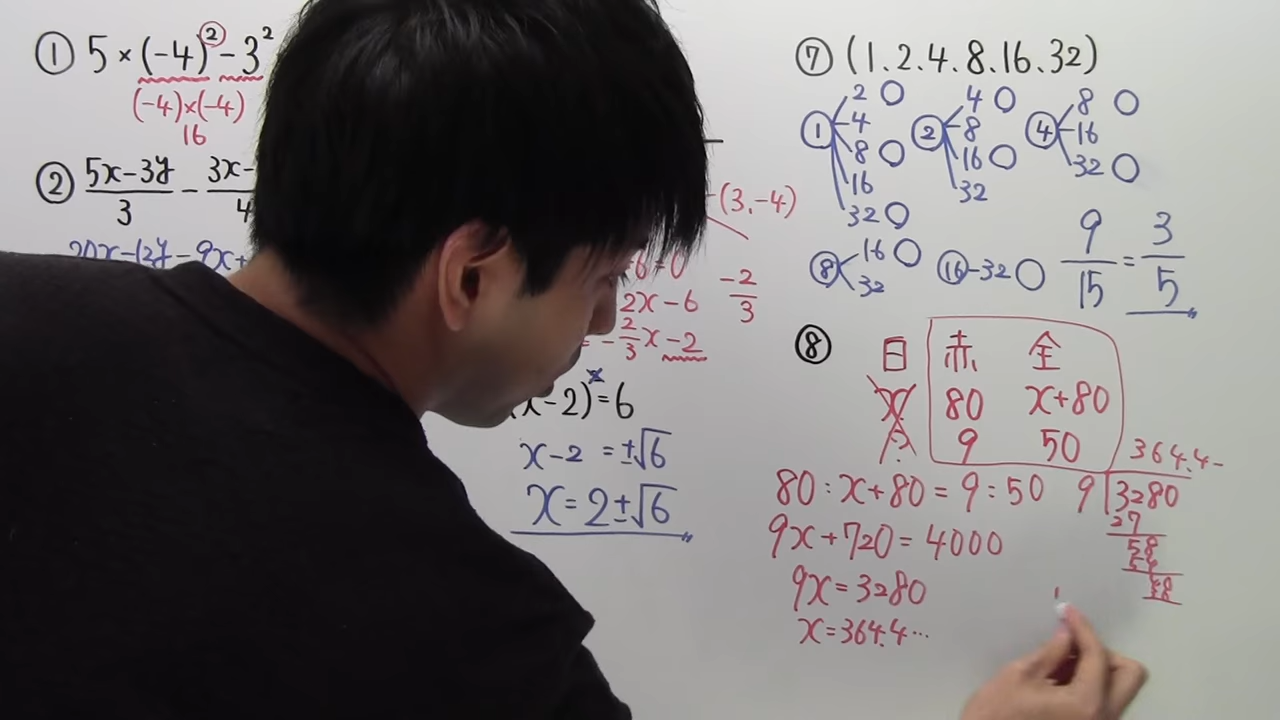 ① 5×(-4)²-3²
(-4)×(-4)
16
② 5x-3y/3 - 3x-/4
20x-12y-9x+
(3.-4)
2x-6
-2/3
-2/3x-2
x-2)²=6
x-2=±√6
x=2±√6
⑦ (1.2.4.8.16.32)
① 2○ 4 8○ 16 32○
② 4○ 8 16○ 32
④ 8○ 16 32○
⑧ 16○ 32
⑯-32○
9/15=3/5
⑧ 白 赤 全
x 80 x+80
? 9 50
80:x+80=9:50
9x+720=4000
9x=3280
x=364.4…
364.4-
9)3280
27
58
54